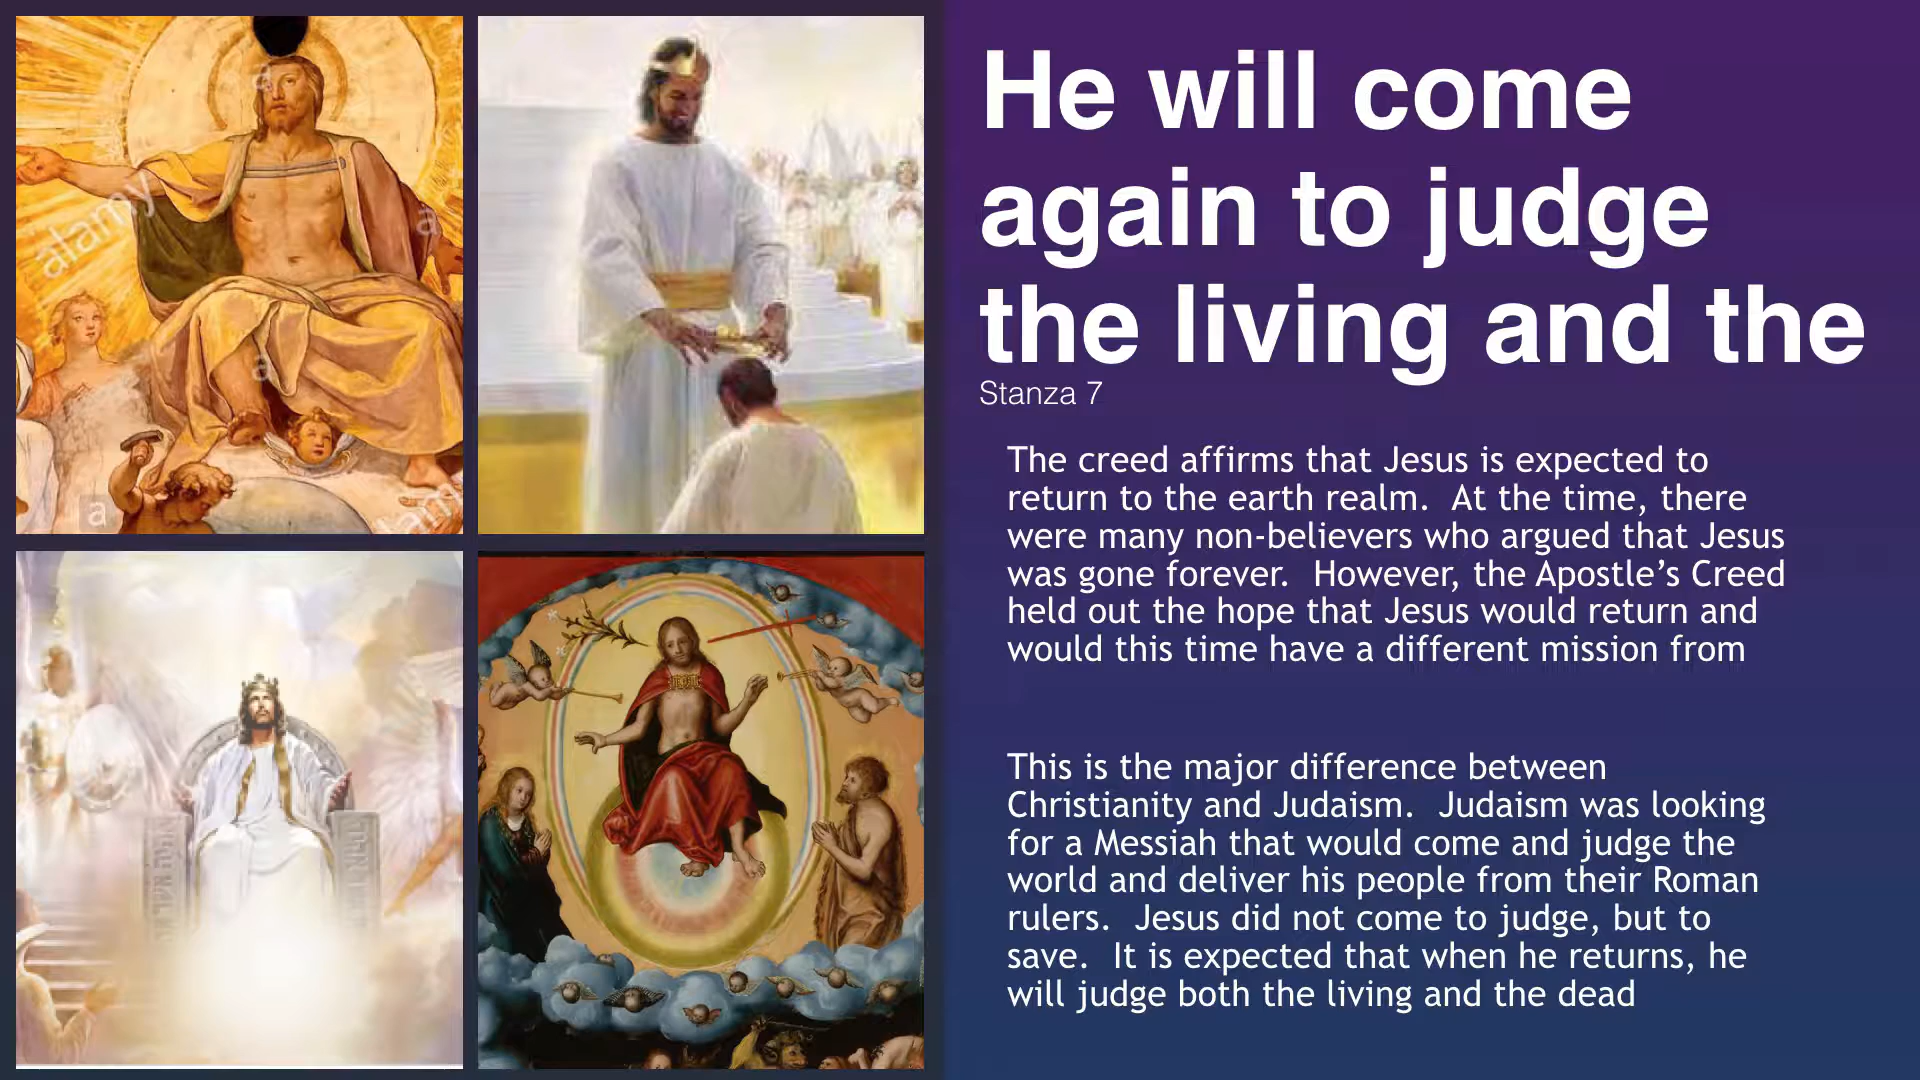 He will come
again to judge
the living and the
Stanza 7
The creed affirms that Jesus is expected to
return to the earth realm.  At the time, there
were many non-believers who argued that Jesus
was gone forever.  However, the Apostle’s Creed
held out the hope that Jesus would return and
would this time have a different mission from
This is the major difference between
Christianity and Judaism.  Judaism was looking
for a Messiah that would come and judge the
world and deliver his people from their Roman
rulers.  Jesus did not come to judge, but to
save.  It is expected that when he returns, he
will judge both the living and the dead
a
alamy
a
a
a
alam